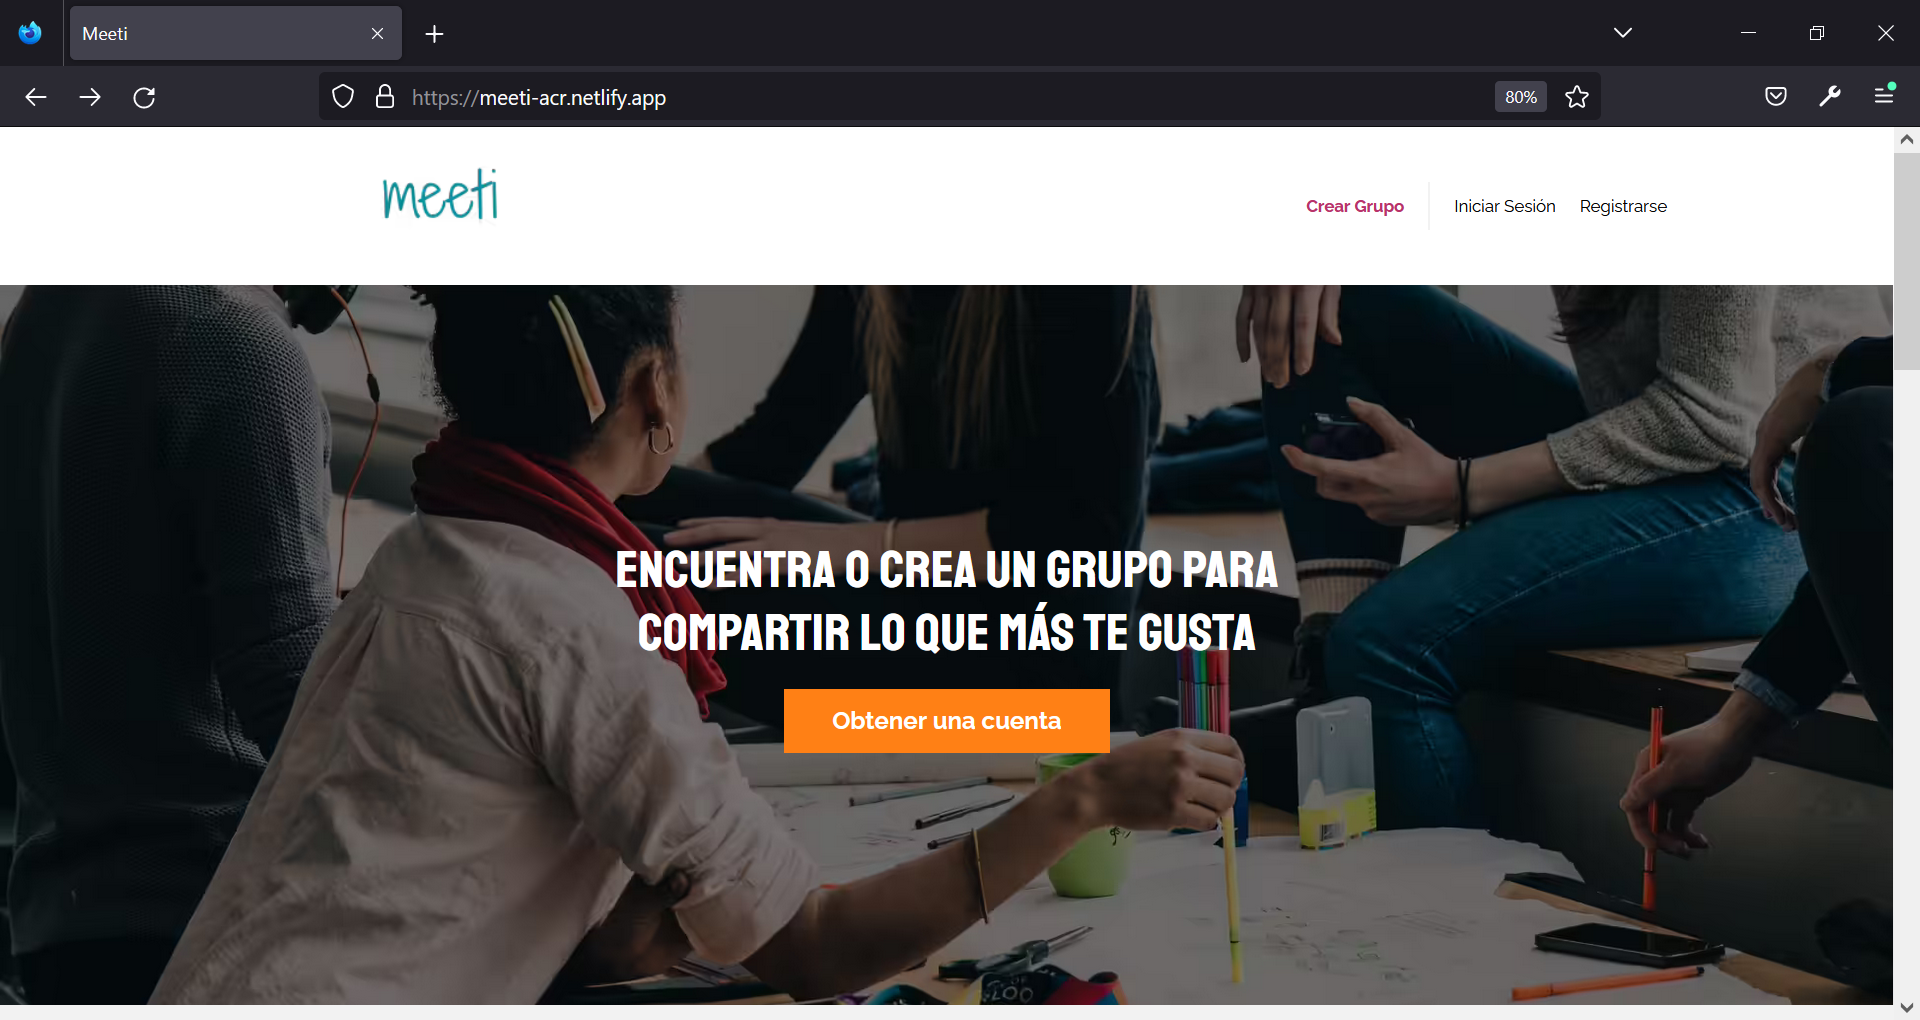 Meeti
https://meeti-acr.netlify.app
80%
meeti
Crear Grupo
Iniciar Sesión
Registrarse
ENCUENTRA O CREA UN GRUPO PARA
COMPARTIR LO QUE MÁS TE GUSTA
Obtener una cuenta